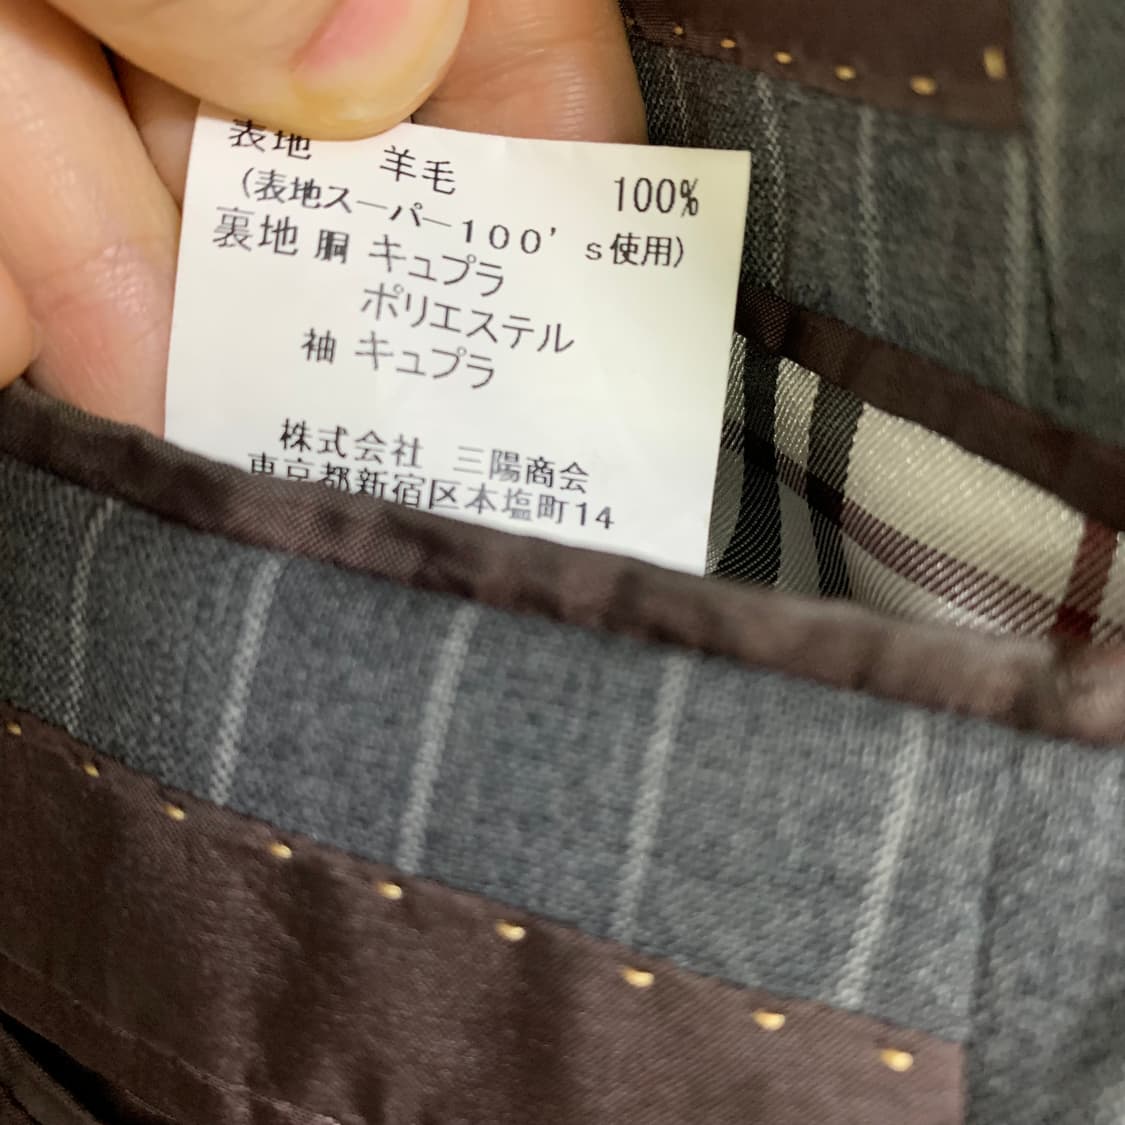 表地 羊毛 100%
(表地スーパー100's使用)
裏地 胴 キュプラ
ポリエステル
袖 キュプラ
株式会社 三陽商会
東京都新宿区本塩町14